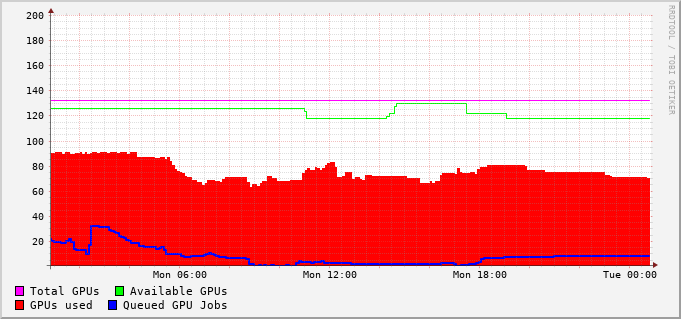 200
180
160
140
120
100
80
60
40
20
Mon 06:00 Mon 12:00 Mon 18:00 Tue 00:00
Total GPUs Available GPUs
GPUs used Queued GPU Jobs
RRDTOOL / TOBI OETIKER